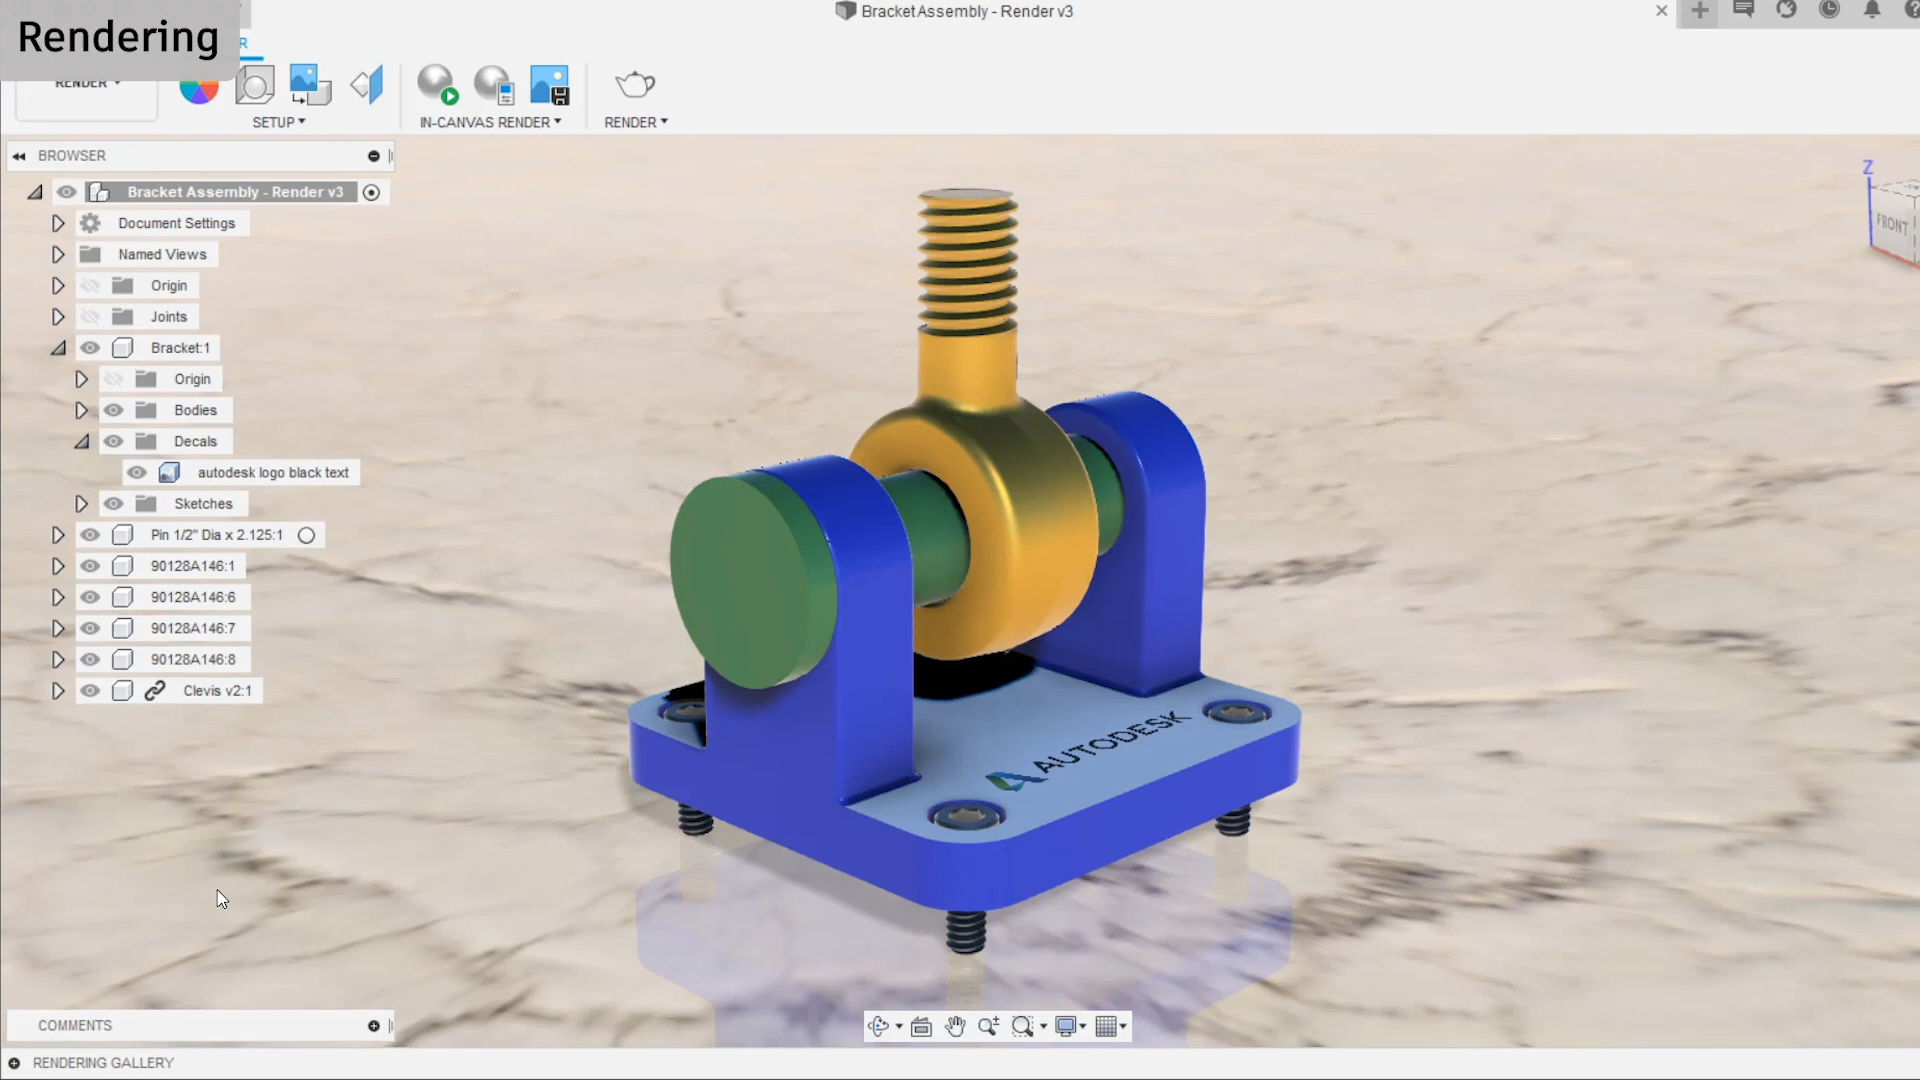 Bracket Assembly - Render v3
Rendering
R
RENDER
SETUP
IN-CANVAS RENDER
RENDER
BROWSER
Bracket Assembly - Render v3
Document Settings
Named Views
Origin
Joints
Bracket:1
Origin
Bodies
Decals
autodesk logo black text
Sketches
Pin 1/2" Dia x 2.125:1
90128A146:1
90128A146:6
90128A146:7
90128A146:8
Clevis v2:1
Z
FRONT
AUTODESK
COMMENTS
RENDERING GALLERY